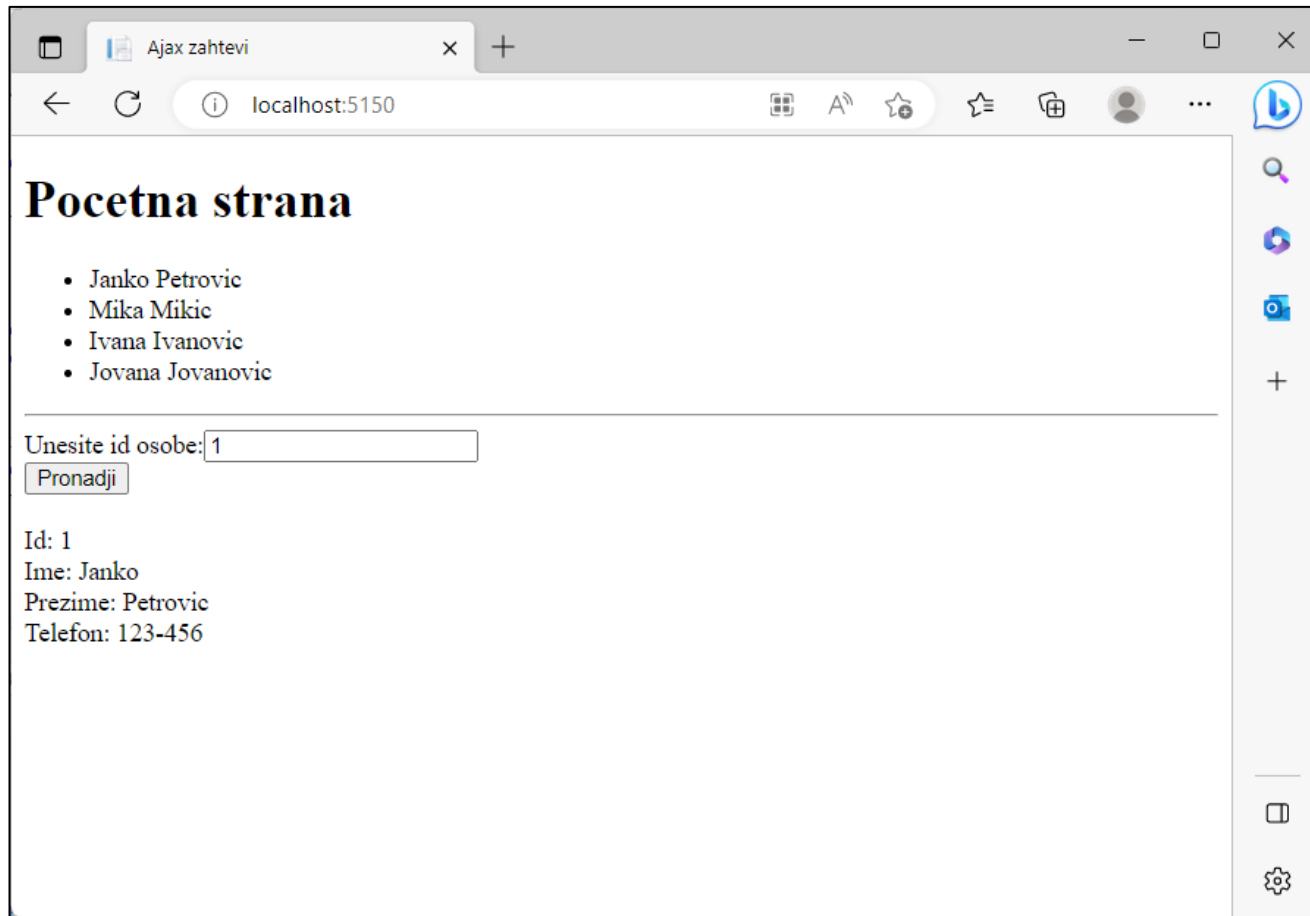 Ajax zahtevi
localhost:5150
Pocetna strana
Janko Petrovic
Mika Mikic
Ivana Ivanovic
Jovana Jovanovic
Unesite id osobe: 1
Pronadji
Id: 1
Ime: Janko
Prezime: Petrovic
Telefon: 123-456